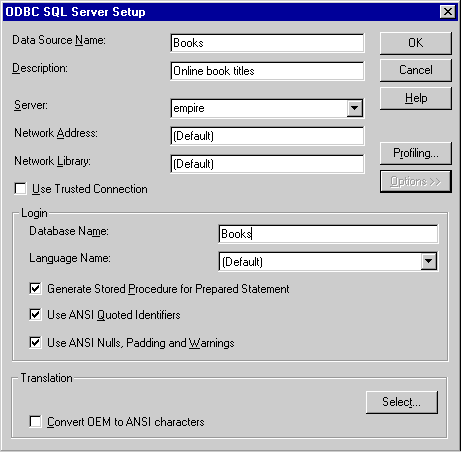 ODBC SQL Server Setup
Data Source Name: Books OK
Description: Online book titles Cancel
Server: empire Help
Network Address: (Default)
Network Library: (Default) Profiling...
Use Trusted Connection Options >>
Login
Database Name: Books
Language Name: (Default)
Generate Stored Procedure for Prepared Statement
Use ANSI Quoted Identifiers
Use ANSI Nulls, Padding and Warnings
Translation
Select...
Convert OEM to ANSI characters